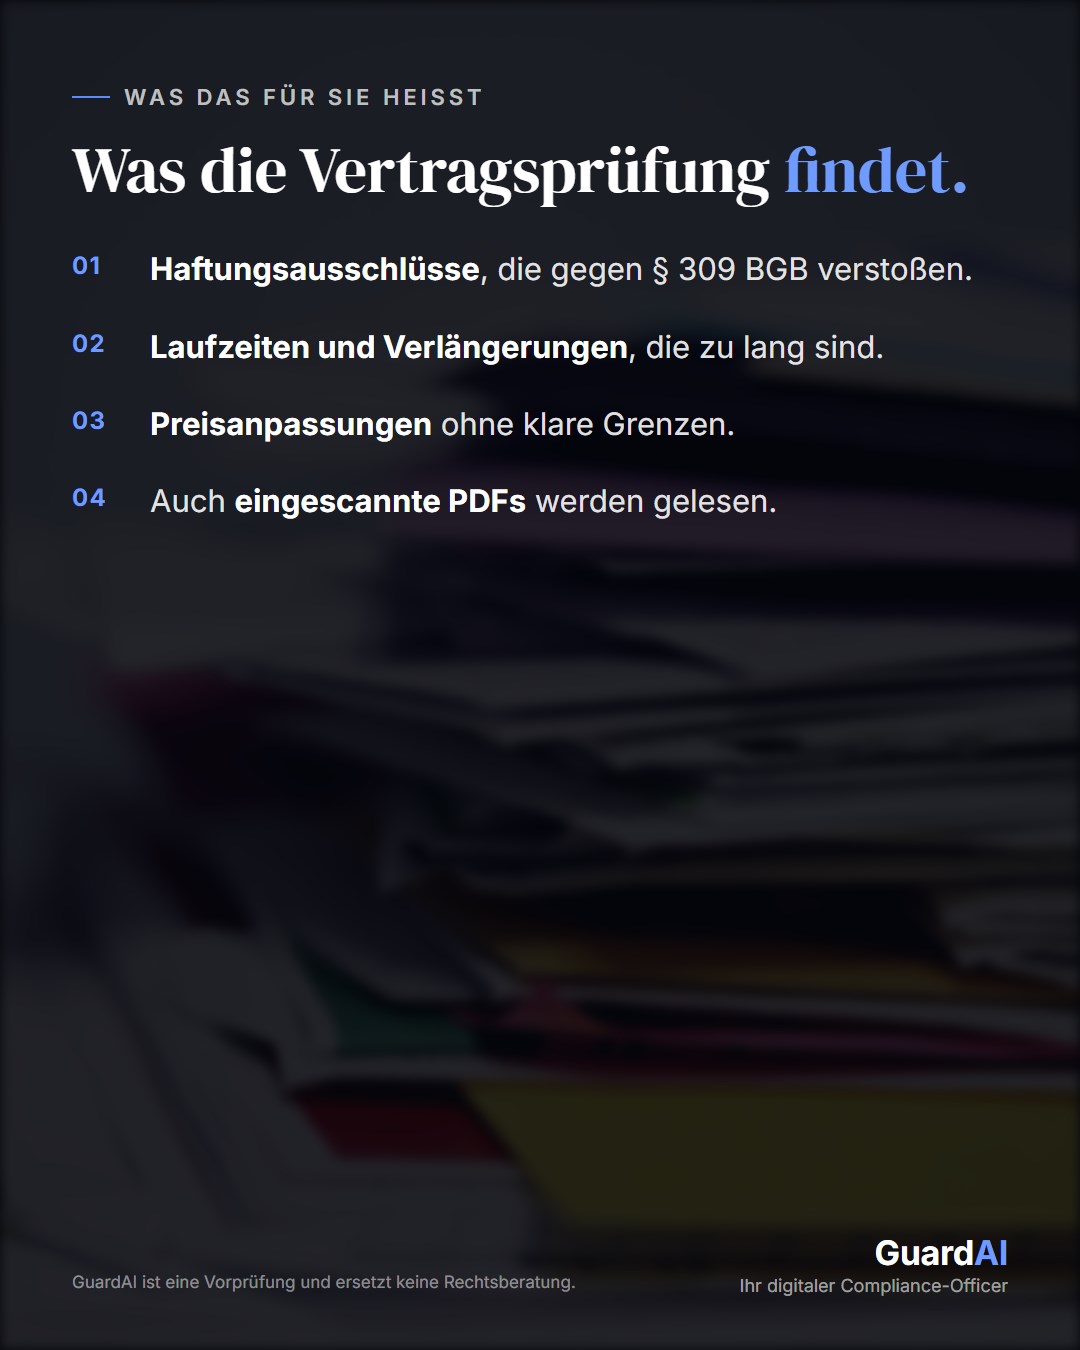 WAS DAS FÜR SIE HEISST
Was die Vertragsprüfung findet.
01 Haftungsausschlüsse, die gegen § 309 BGB verstoßen.
02 Laufzeiten und Verlängerungen, die zu lang sind.
03 Preisanpassungen ohne klare Grenzen.
04 Auch eingescannte PDFs werden gelesen.
GuardAI
GuardAI ist eine Vorprüfung und ersetzt keine Rechtsberatung.
Ihr digitaler Compliance-Officer